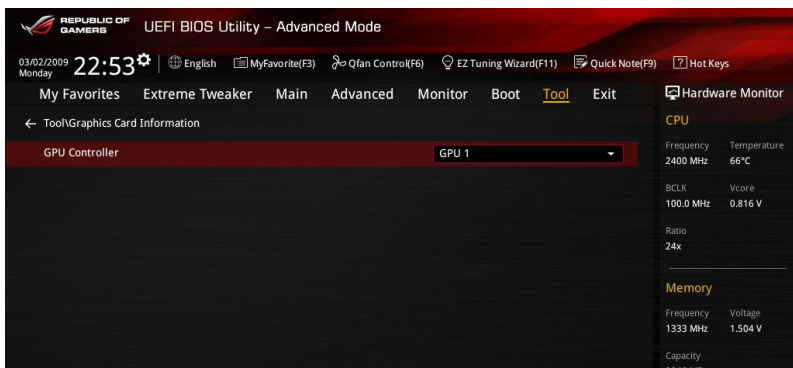 REPUBLIC OF GAMERS
UEFI BIOS Utility – Advanced Mode
03/02/2009 Monday
22:53
English
MyFavorite(F3)
Qfan Control(F6)
EZ Tuning Wizard(F11)
Quick Note(F9)
? Hot Keys
My Favorites Extreme Tweaker Main Advanced Monitor Boot Tool Exit
Hardware Monitor
← Tool\Graphics Card Information
GPU Controller GPU 1
CPU
Frequency Temperature
2400 MHz 66°C
BCLK Vcore
100.0 MHz 0.816 V
Ratio
24x
Memory
Frequency Voltage
1333 MHz 1.504 V
Capacity